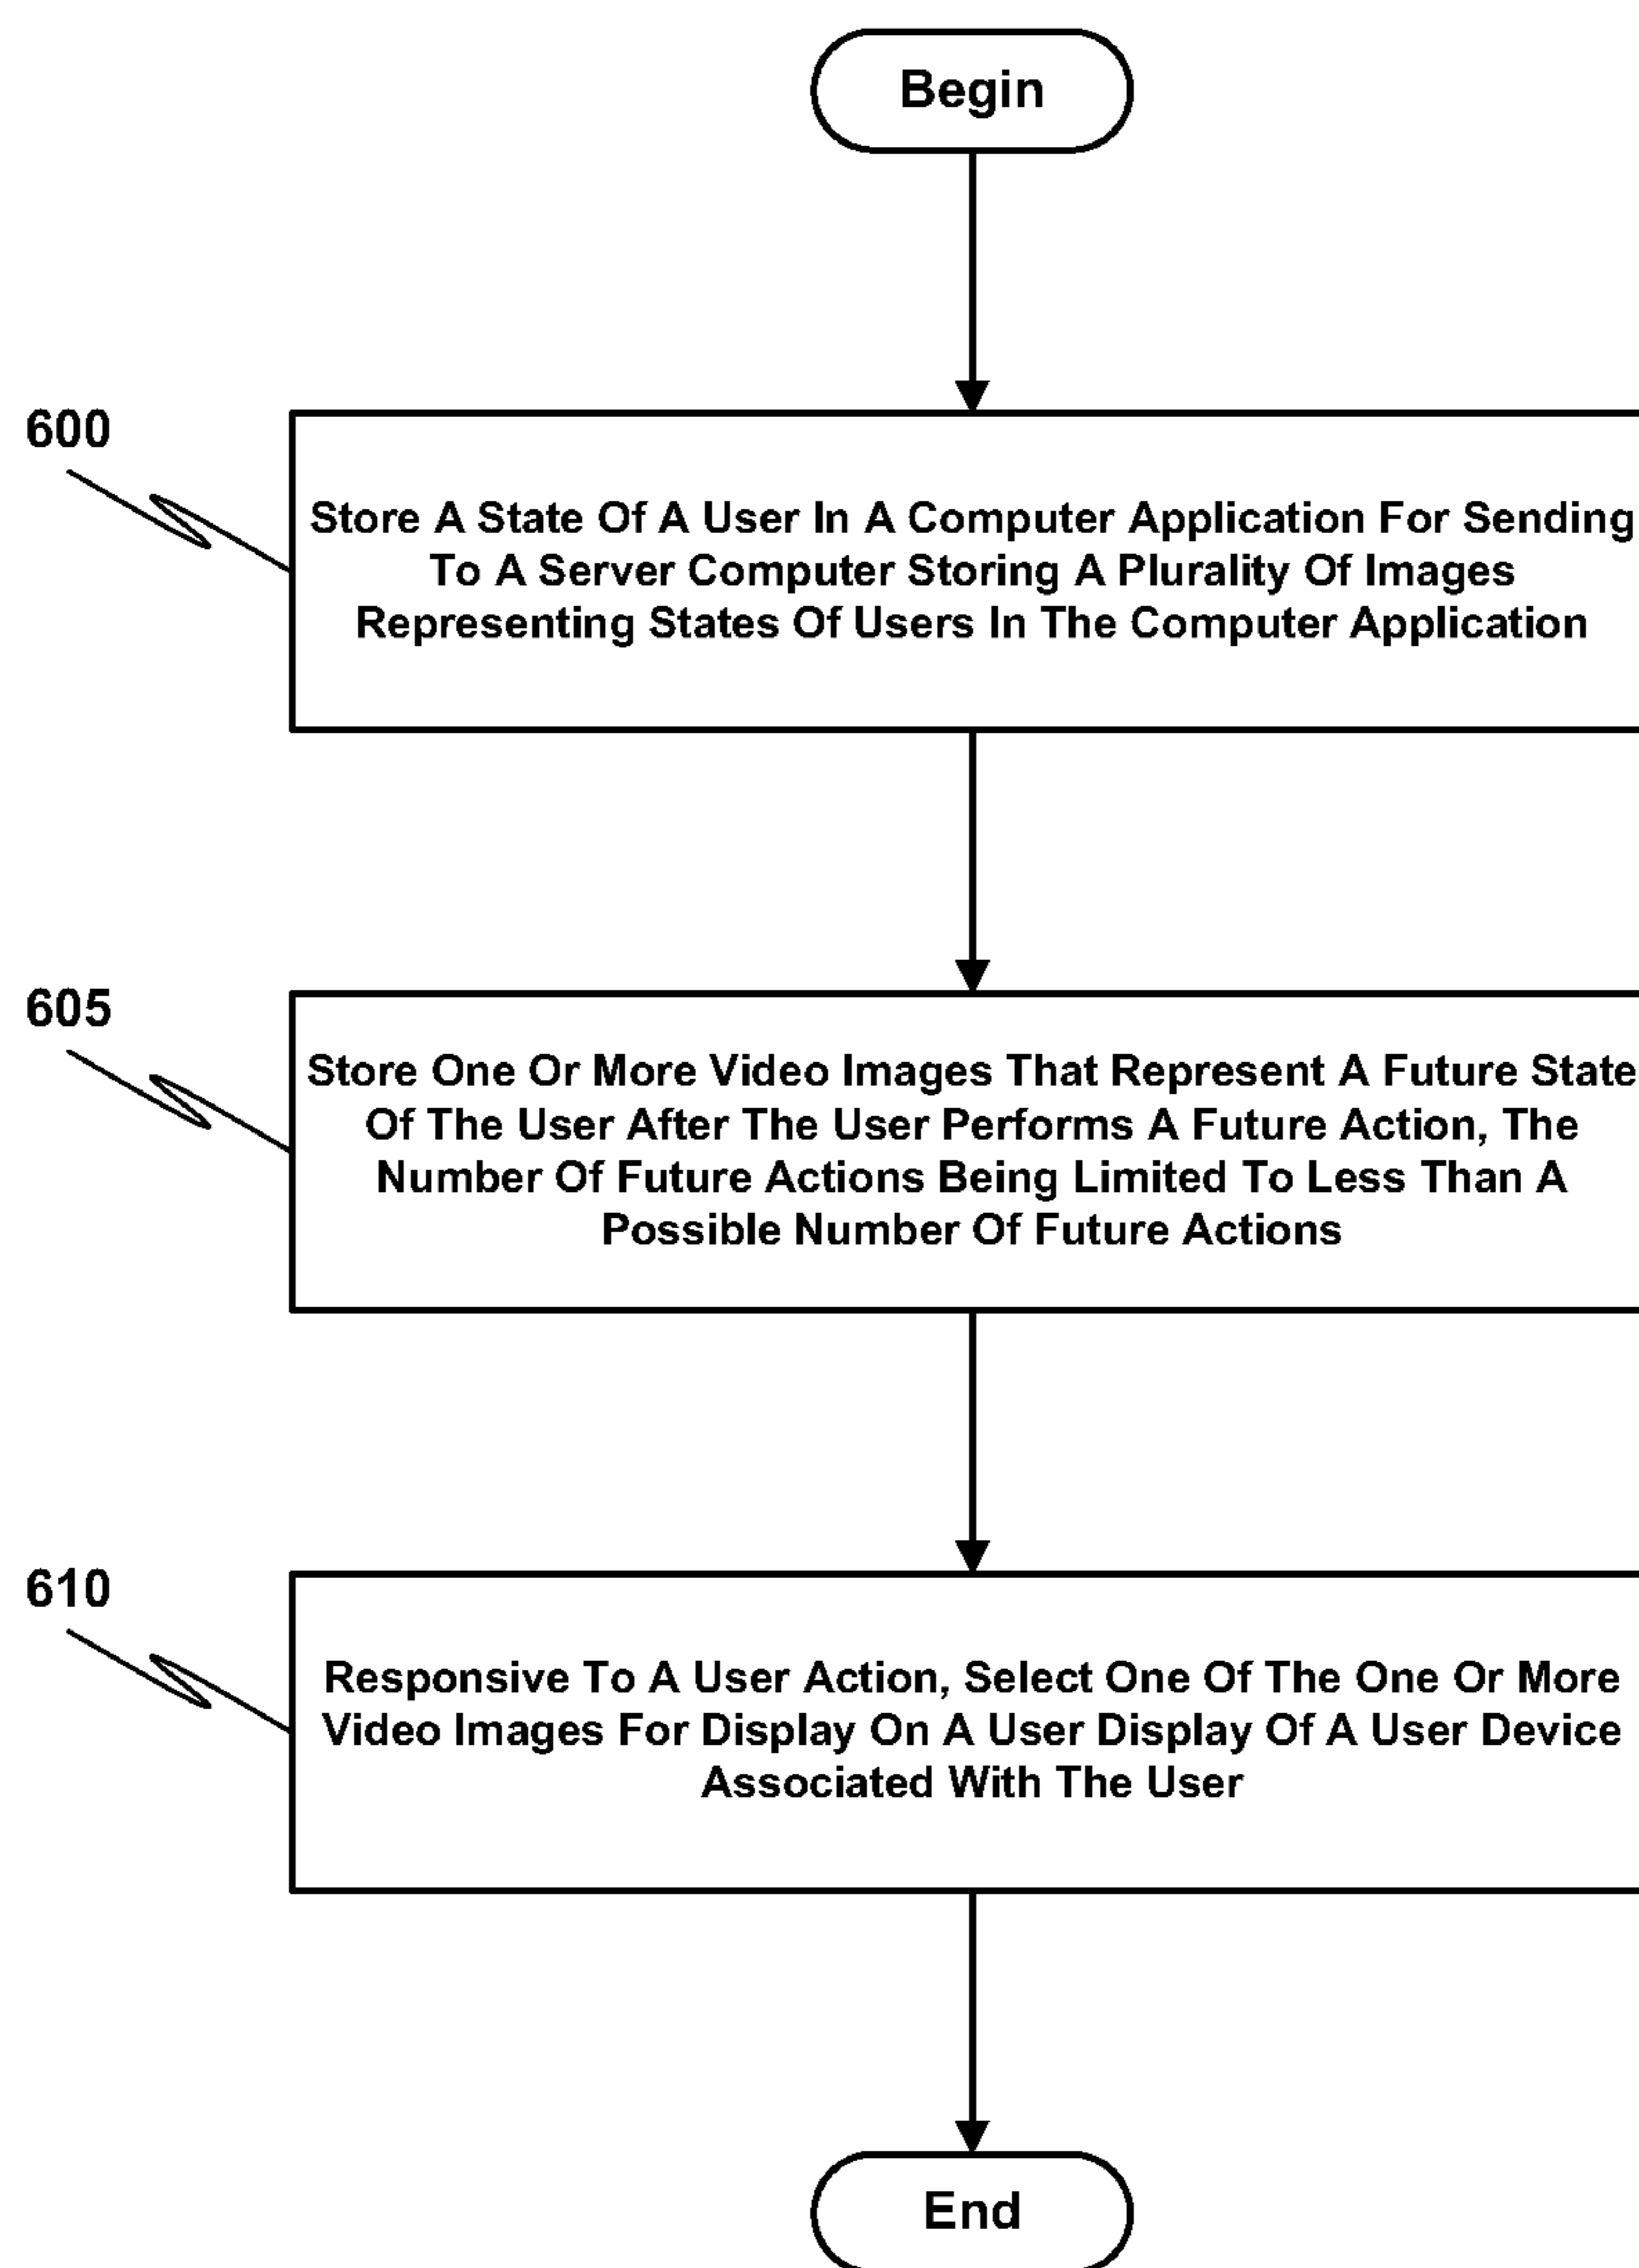 Begin
600
Store A State Of A User In A Computer Application For Sending
To A Server Computer Storing A Plurality Of Images
Representing States Of Users In The Computer Application
605
Store One Or More Video Images That Represent A Future State
Of The User After The User Performs A Future Action, The
Number Of Future Actions Being Limited To Less Than A
Possible Number Of Future Actions
610
Responsive To A User Action, Select One Of The One Or More
Video Images For Display On A User Display Of A User Device
Associated With The User
End